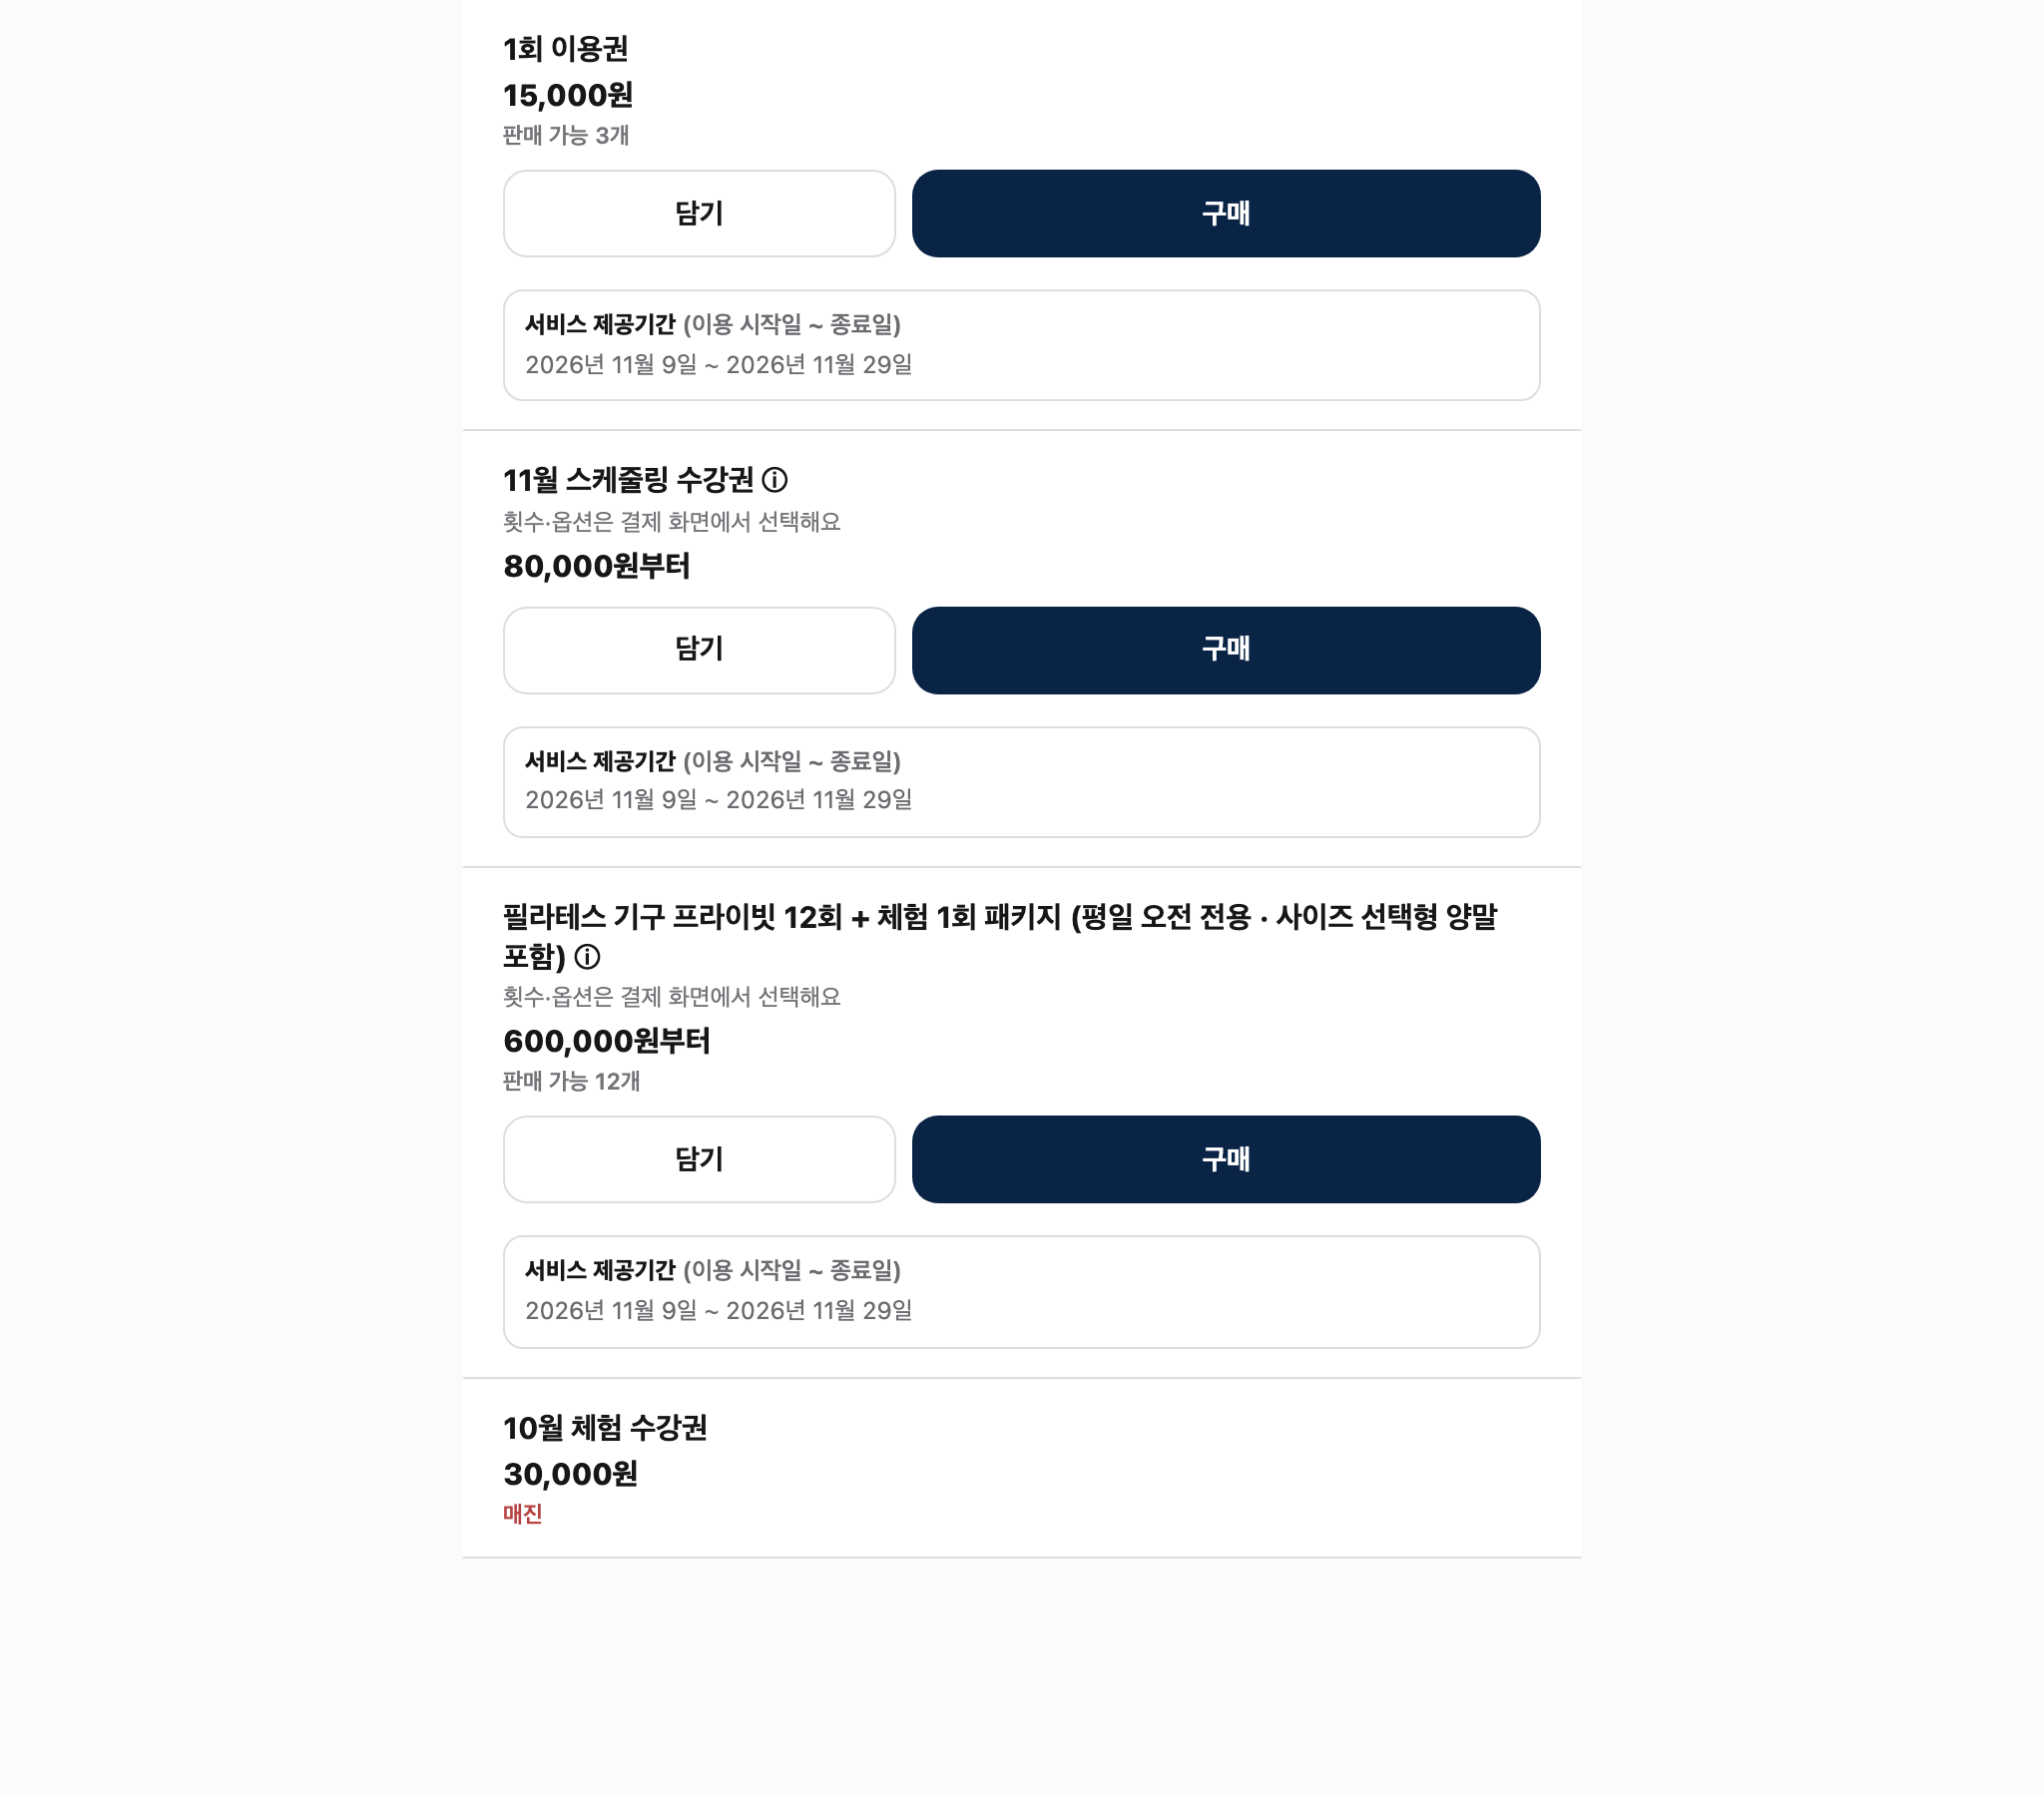 1회 이용권
15,000원
판매 가능 3개
담기
구매
서비스 제공기간 (이용 시작일 ~ 종료일)
2026년 11월 9일 ~ 2026년 11월 29일
11월 스케줄링 수강권 ⓘ
횟수·옵션은 결제 화면에서 선택해요
80,000원부터
담기
구매
서비스 제공기간 (이용 시작일 ~ 종료일)
2026년 11월 9일 ~ 2026년 11월 29일
필라테스 기구 프라이빗 12회 + 체험 1회 패키지 (평일 오전 전용 · 사이즈 선택형 양말
포함) ⓘ
횟수·옵션은 결제 화면에서 선택해요
600,000원부터
판매 가능 12개
담기
구매
서비스 제공기간 (이용 시작일 ~ 종료일)
2026년 11월 9일 ~ 2026년 11월 29일
10월 체험 수강권
30,000원
매진